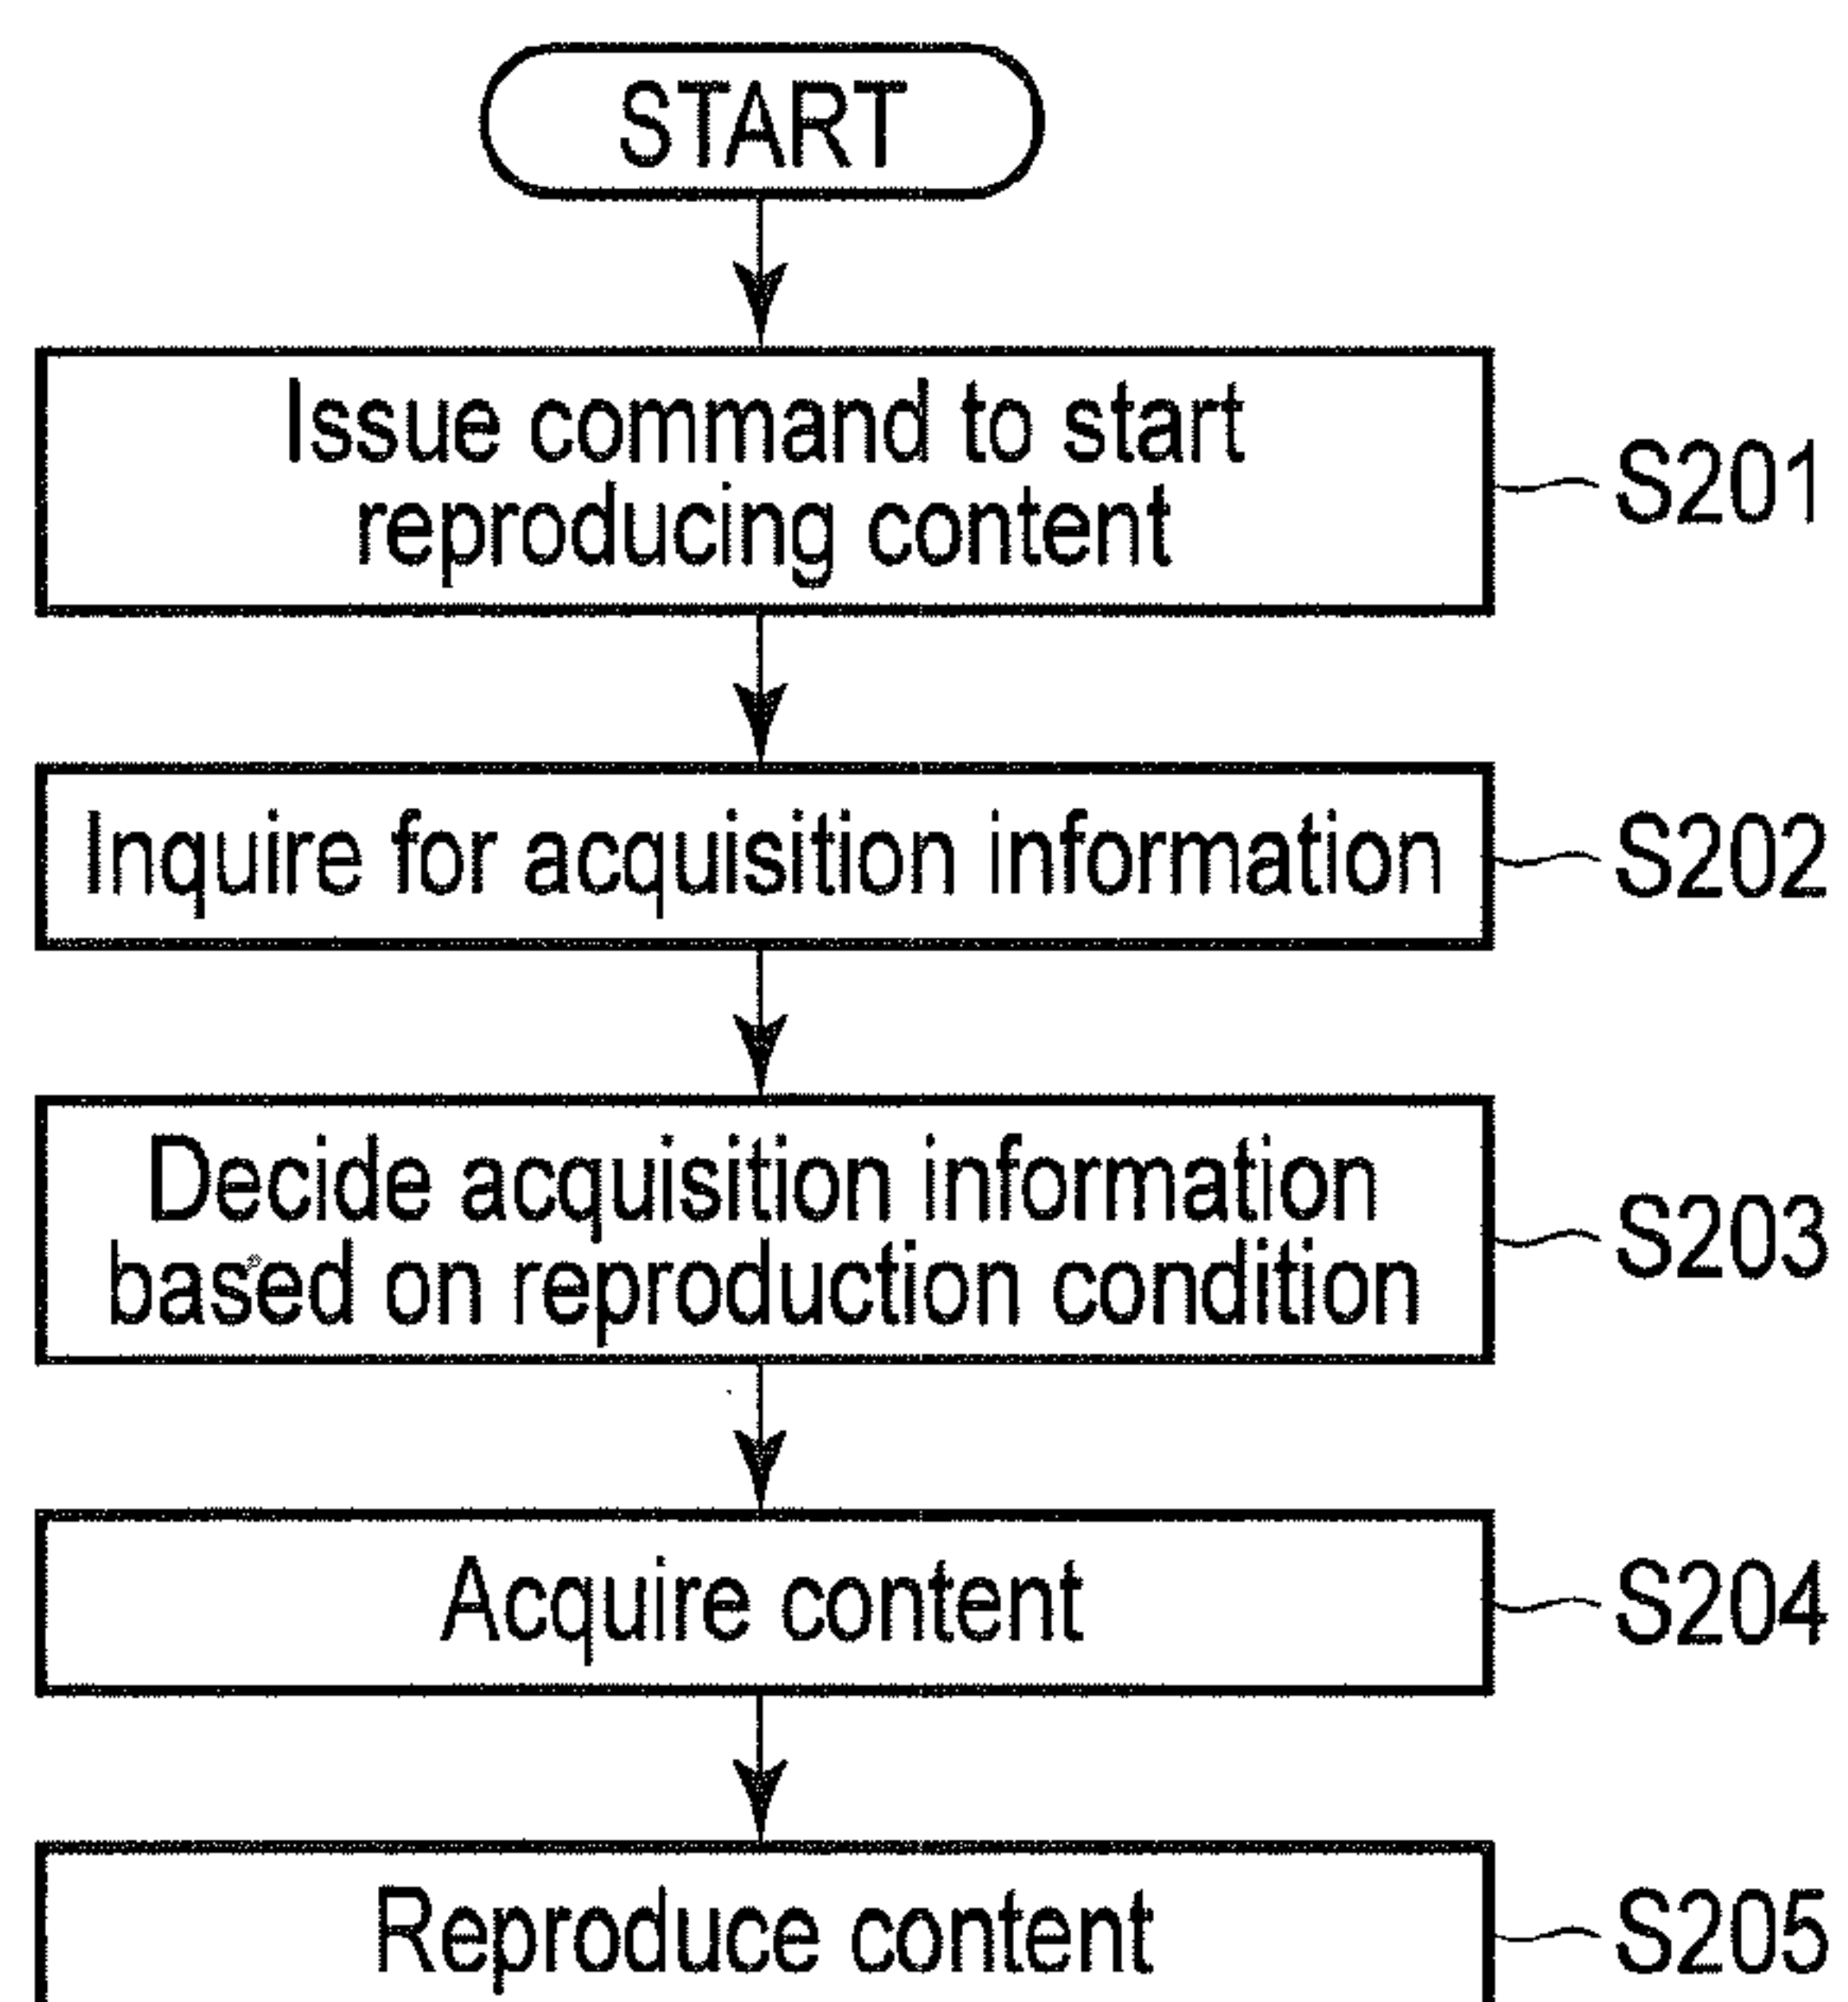 START
Issue command to start
reproducing content
S201
Inquire for acquisition information
S202
Decide acquisition information
based on reproduction condition
S203
Acquire content
S204
Reproduce content
S205